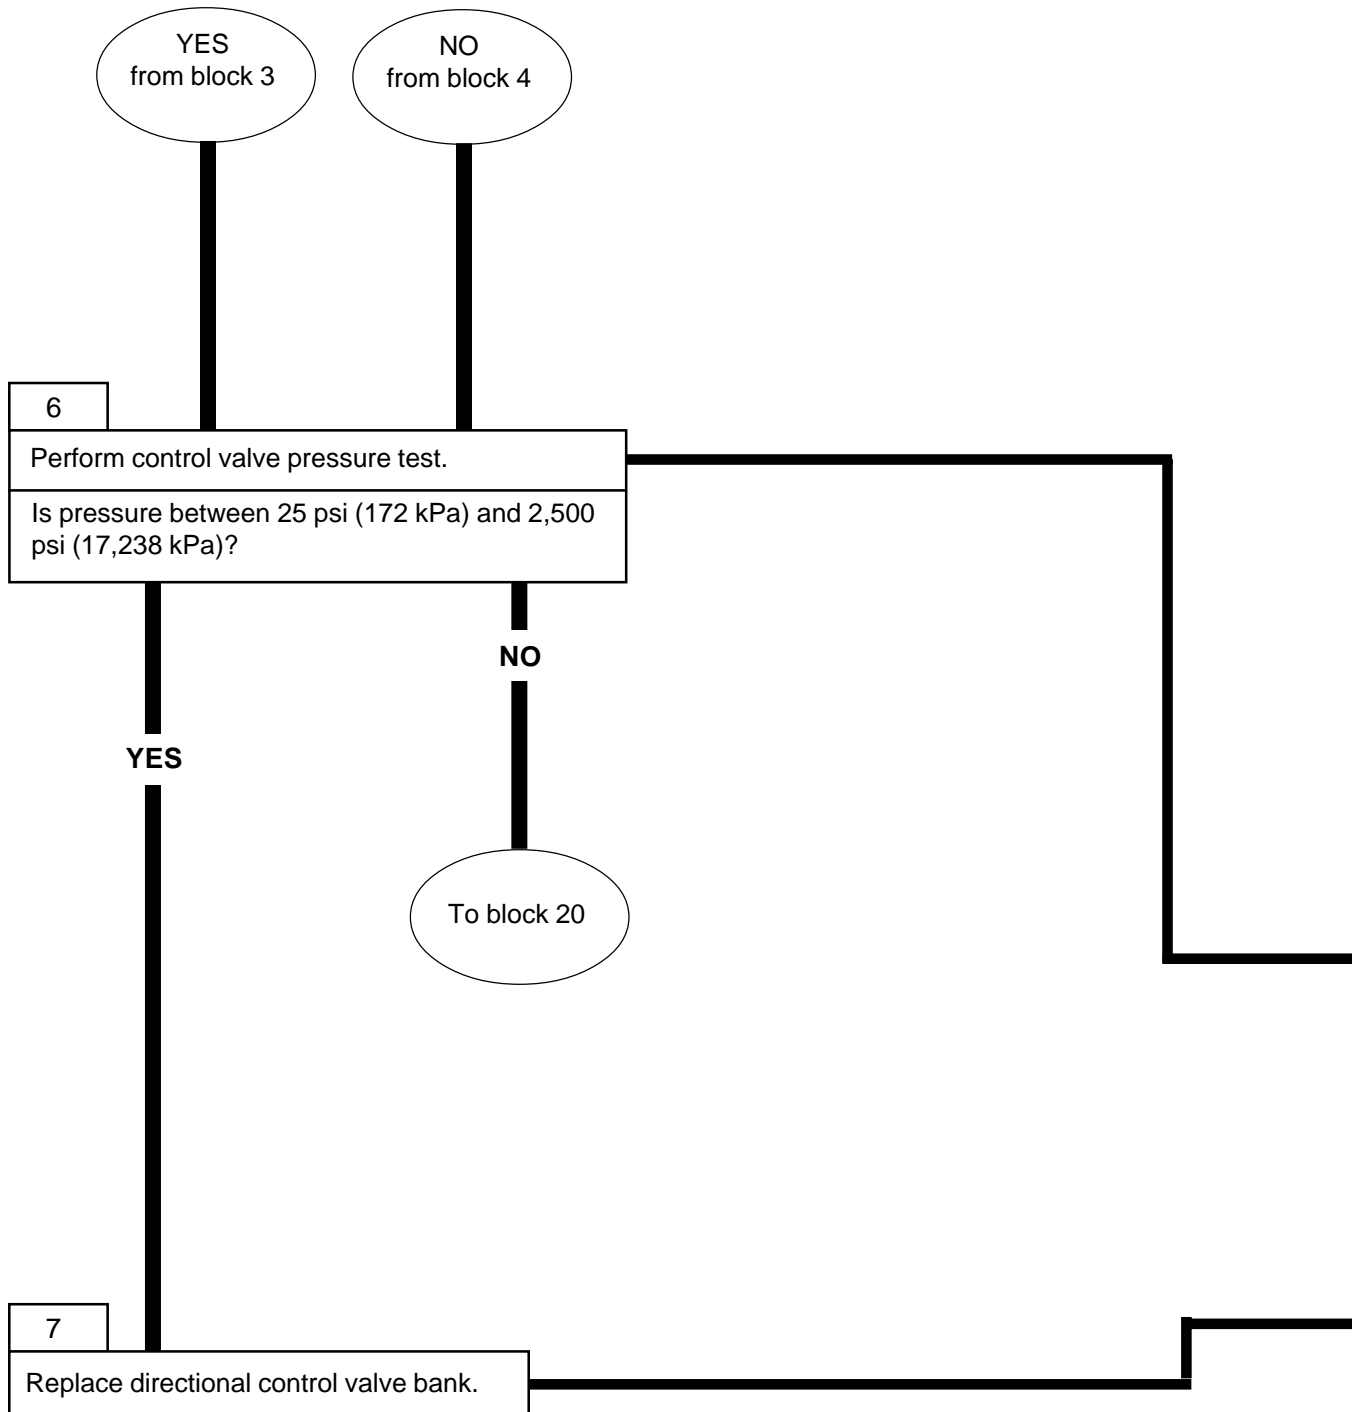 YES
from block 3
NO
from block 4
6
Perform control valve pressure test.
Is pressure between 25 psi (172 kPa) and 2,500
psi (17,238 kPa)?
NO
YES
To block 20
7
Replace directional control valve bank.